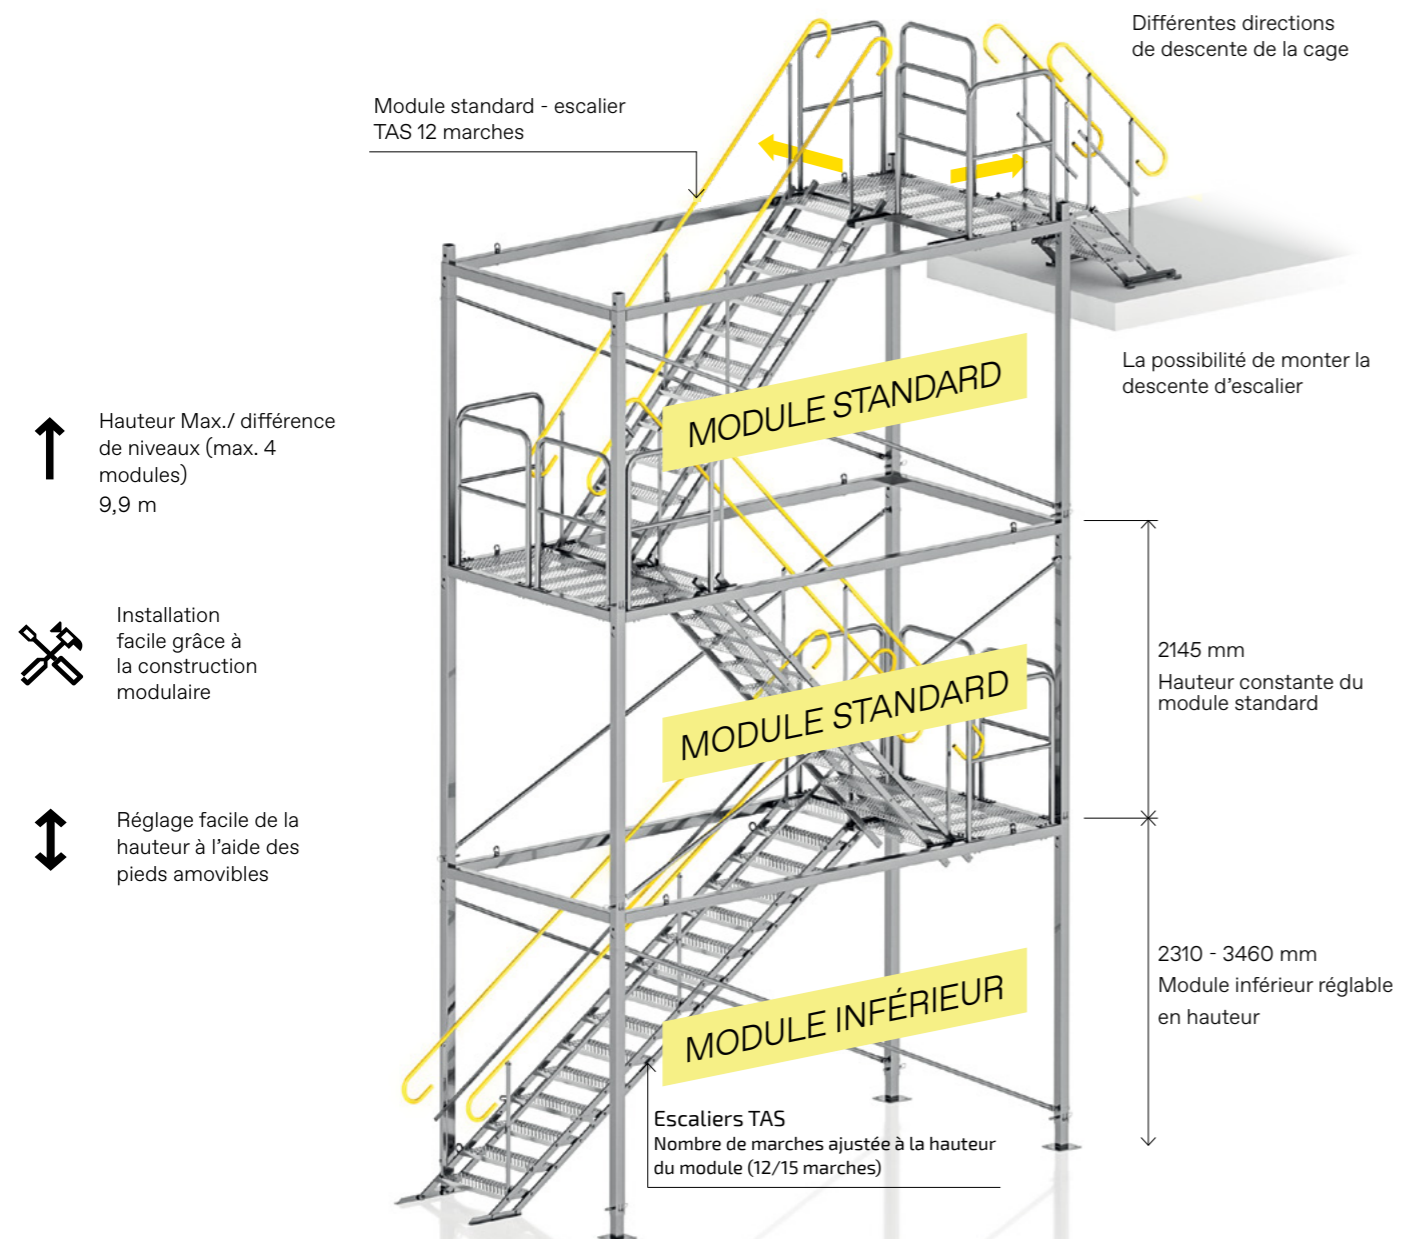 Différentes directions
de descente de la cage
Module standard - escalier
TAS 12 marches
La possibilité de monter la
descente d’escalier
MODULE STANDARD
Hauteur Max./ différence
de niveaux (max. 4
modules)
9,9 m
Installation
facile grâce à
la construction
modulaire
2145 mm
Hauteur constante du
module standard
MODULE STANDARD
Réglage facile de la
hauteur à l’aide des
pieds amovibles
2310 - 3460 mm
Module inférieur réglable
en hauteur
MODULE INFÉRIEUR
Escaliers TAS
Nombre de marches ajustée à la hauteur
du module (12/15 marches)